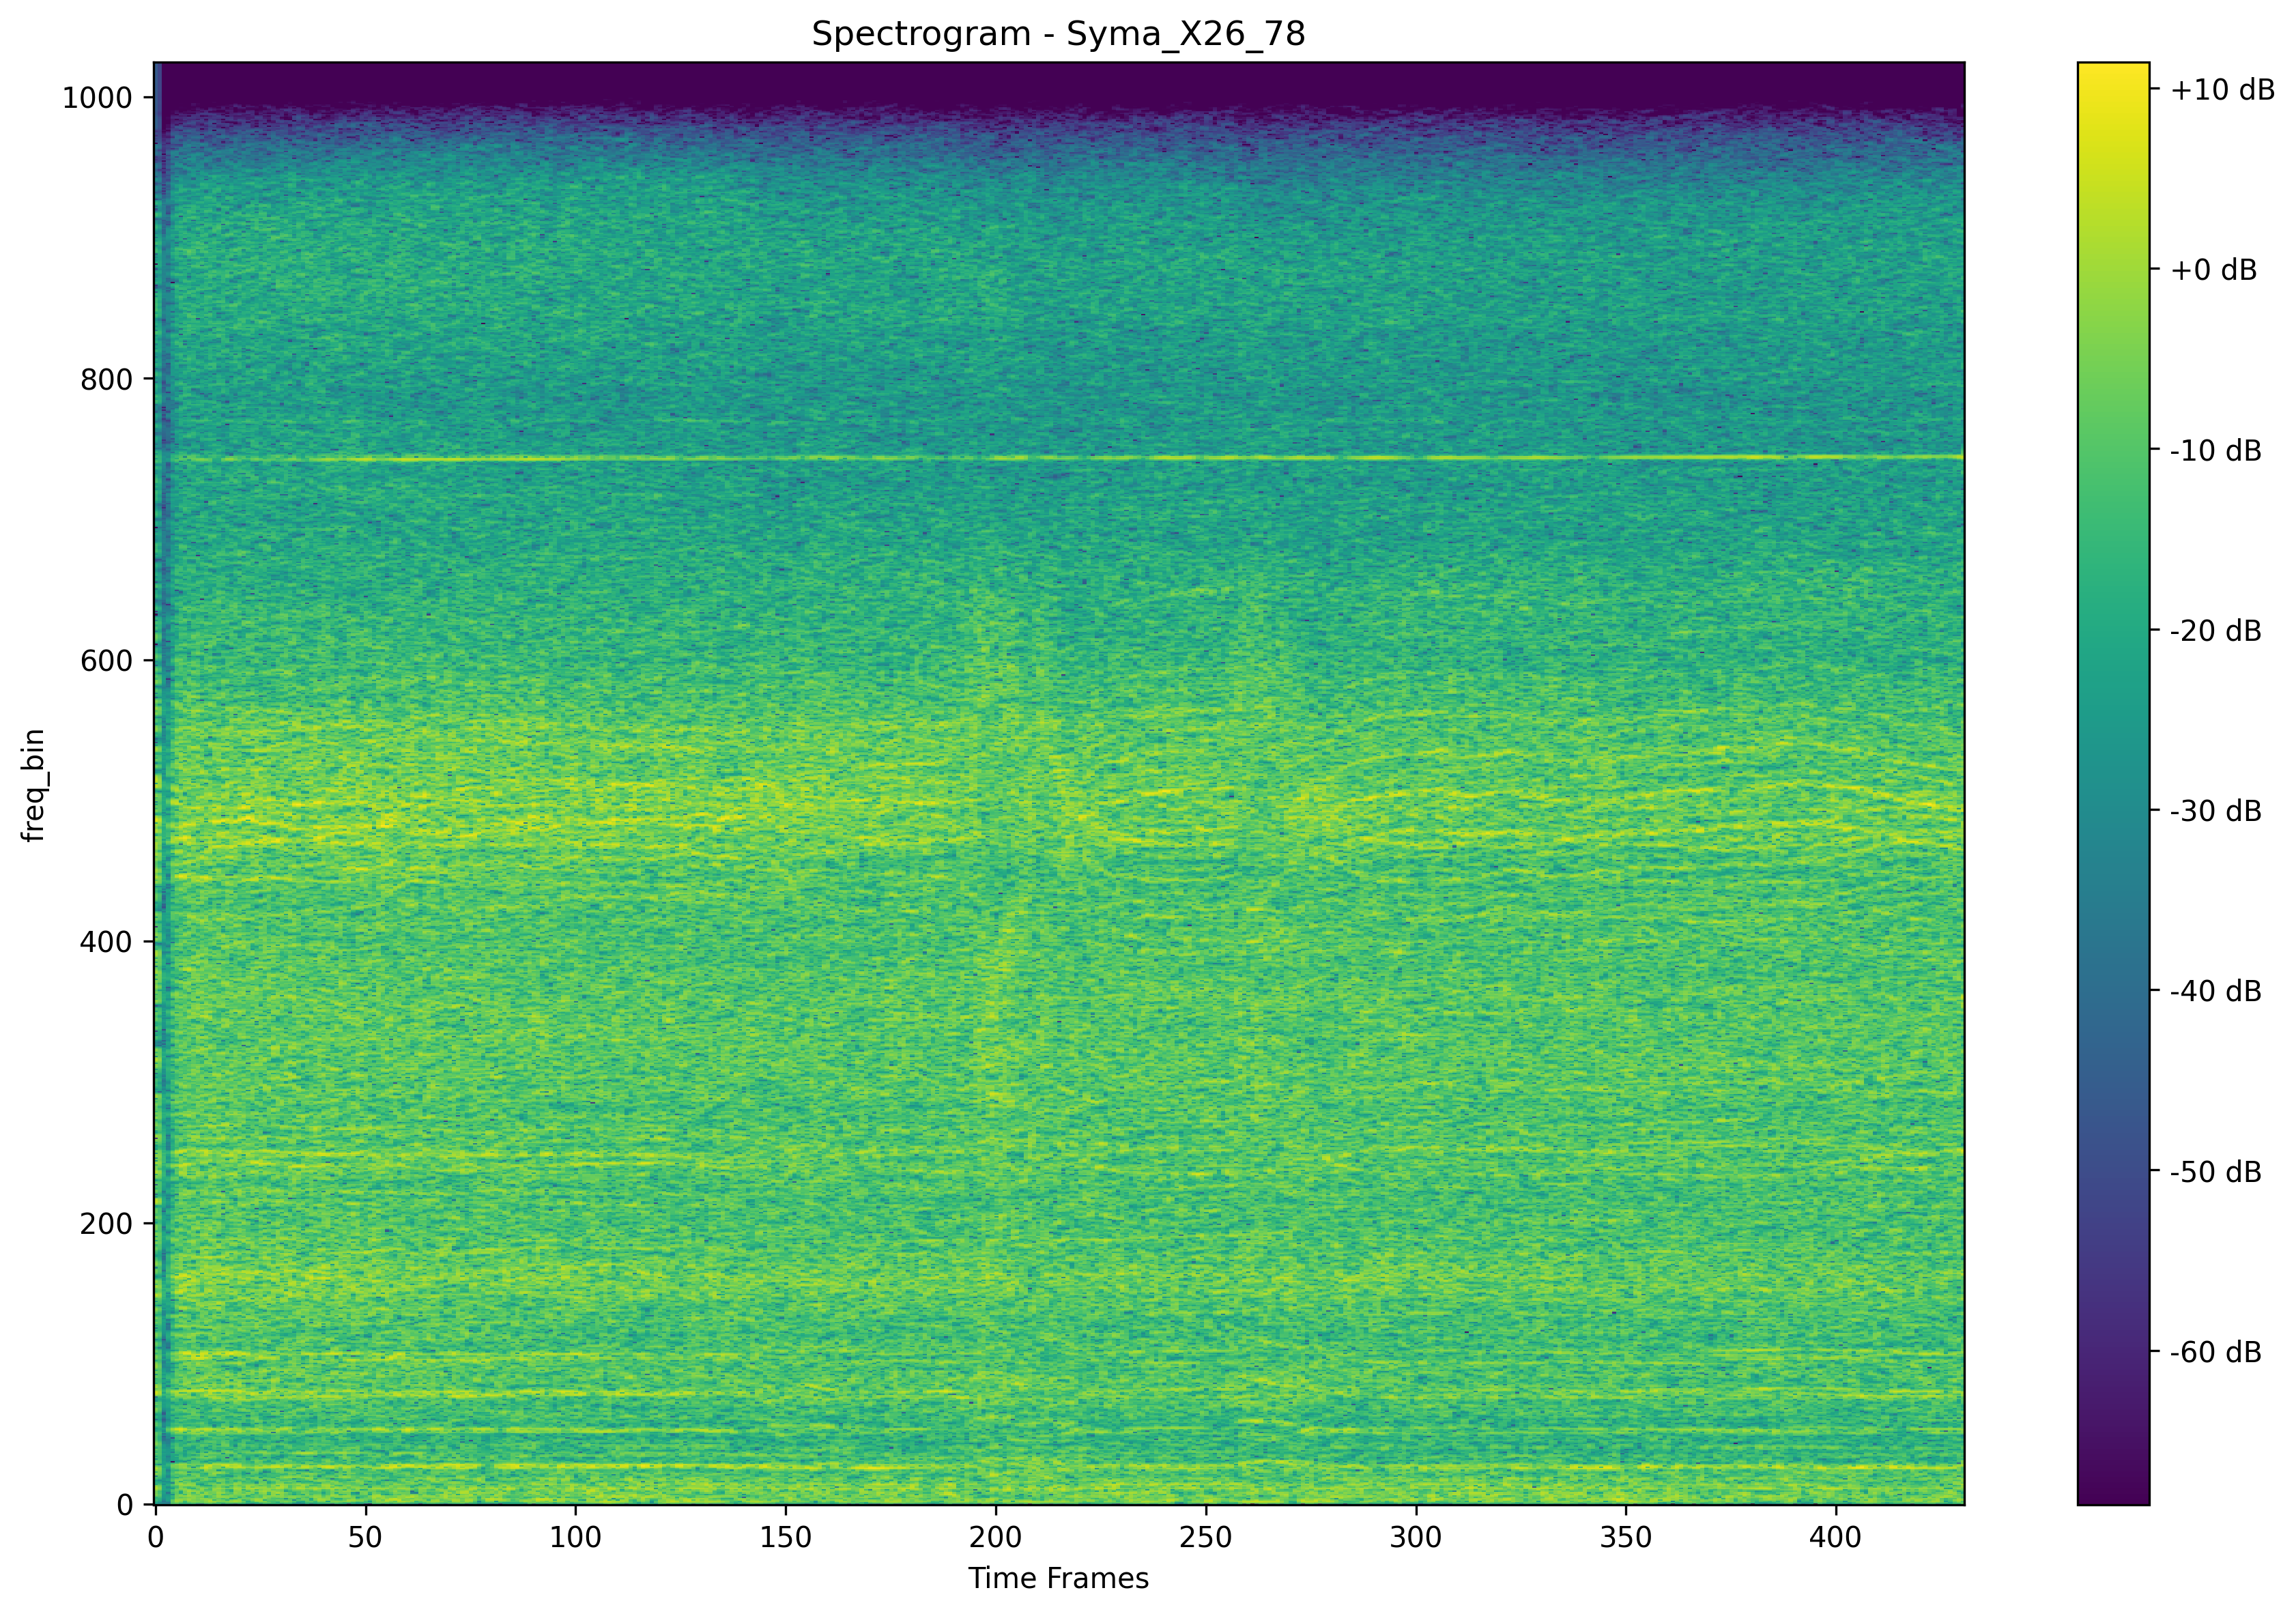 Spectrogram - Syma_X26_78
1000
800
600
400
200
0
freq_bin
0 50 100 150 200 250 300 350 400
Time Frames
+10 dB
+0 dB
-10 dB
-20 dB
-30 dB
-40 dB
-50 dB
-60 dB